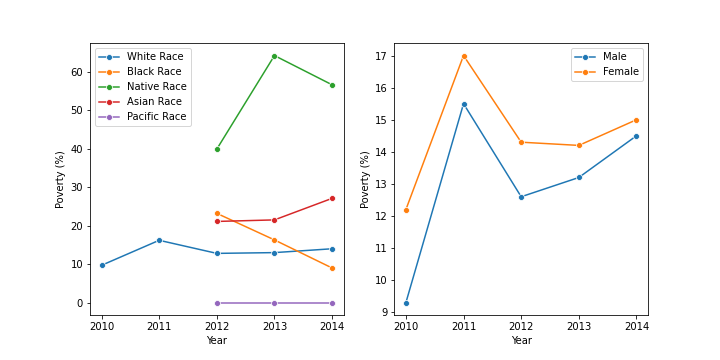 White Race
Black Race
Native Race
Asian Race
Pacific Race
60
50
40
30
20
10
0
Poverty (%)
2010 2011 2012 2013 2014
Year
Male
Female
17
16
15
14
13
12
11
10
9
Poverty (%)
2010 2011 2012 2013 2014
Year